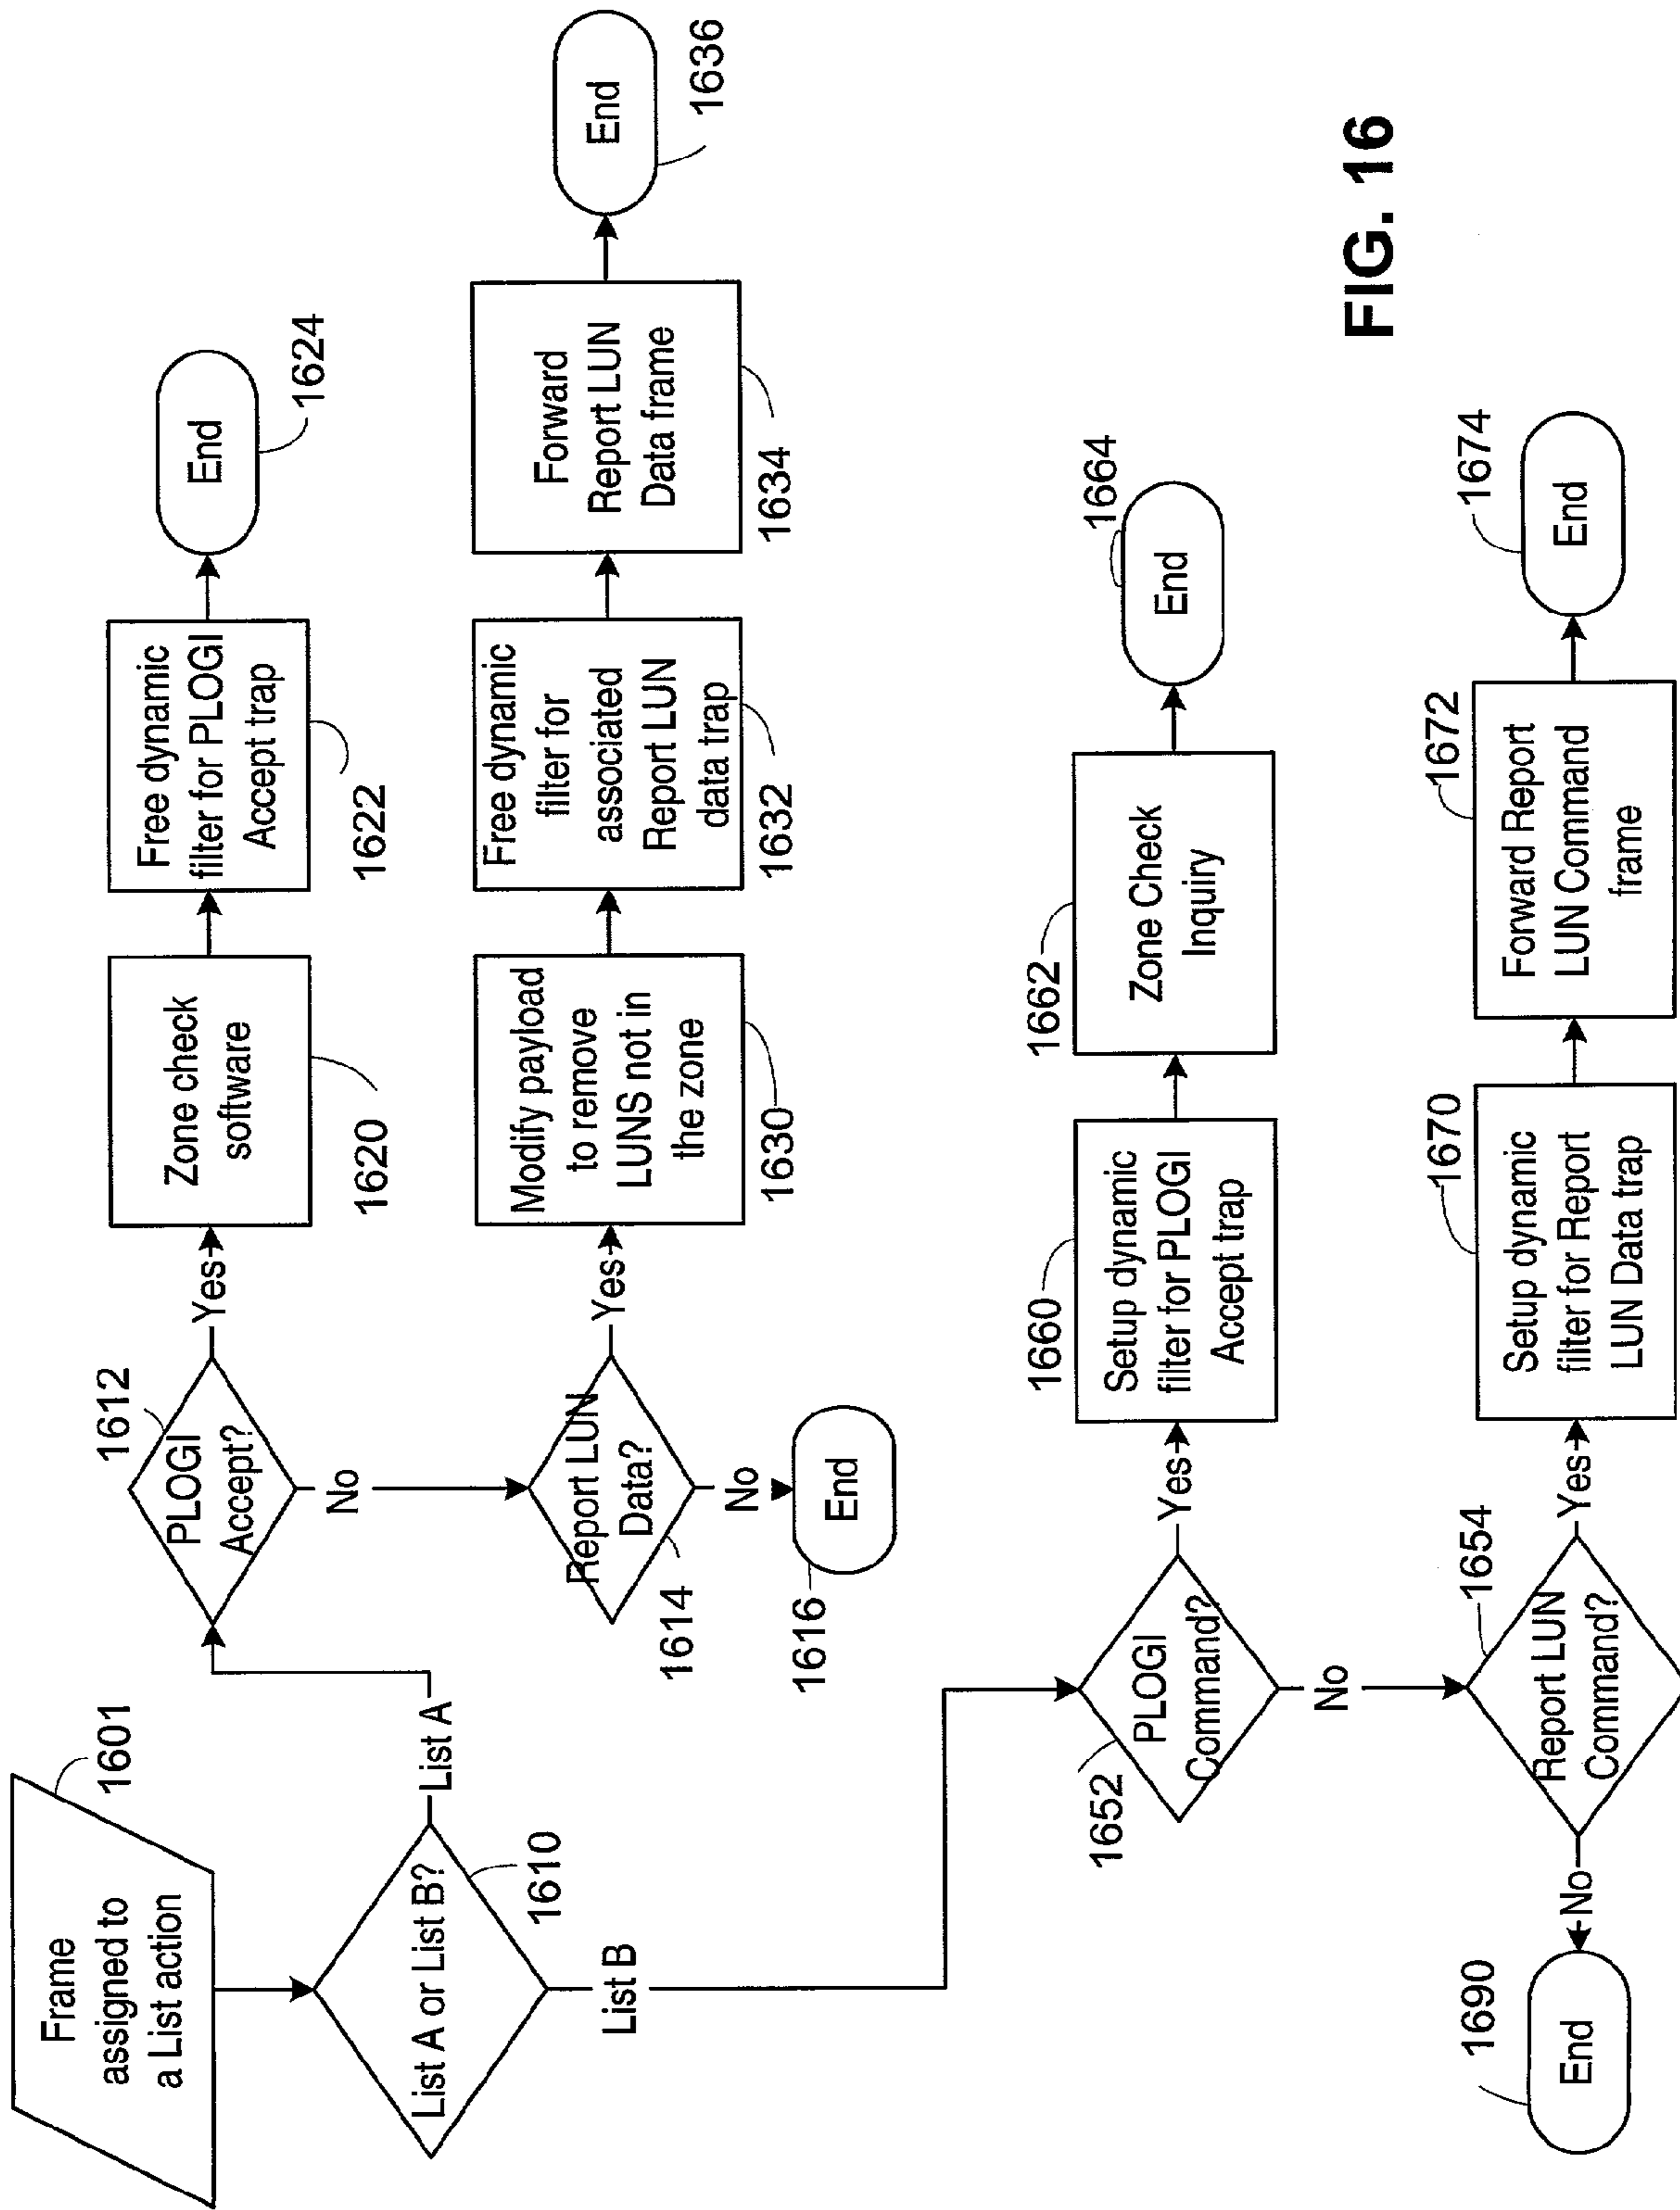 Frame
assigned to
a List action
1601
List A or List B?
1610
List A
List B
PLOGI
Accept?
1612
Yes
No
Zone check
software
1620
Free dynamic
filter for PLOGI
Accept trap
1622
End
1624
Report LUN
Data?
1614
Yes
No
End
1616
Modify payload
to remove
LUNS not in
the zone
1630
Free dynamic
filter for
associated
Report LUN
data trap
1632
Forward
Report LUN
Data frame
1634
End
1636
PLOGI
Command?
1652
Yes
No
Setup dynamic
filter for PLOGI
Accept trap
1660
Zone Check
Inquiry
1662
End
1664
Report LUN
Command?
1654
Yes
No
End
1690
Setup dynamic
filter for Report
LUN Data trap
1670
Forward Report
LUN Command
frame
1672
End
1674
FIG. 16